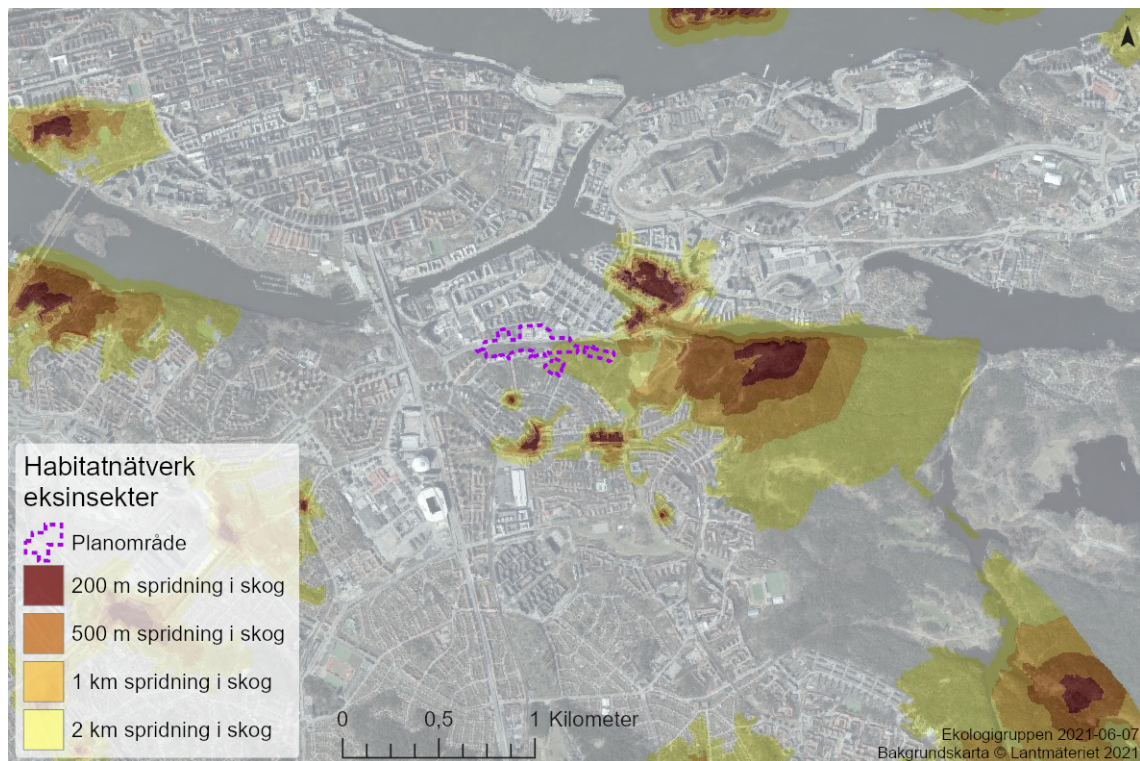 Habitatnätverk
eksinsekter
Planområde
200 m spridning i skog
500 m spridning i skog
1 km spridning i skog
2 km spridning i skog
0 0,5 1 Kilometer
Ekologigruppen 2021-06-07
Bakgrundskarta © Lantmäteriet 2021